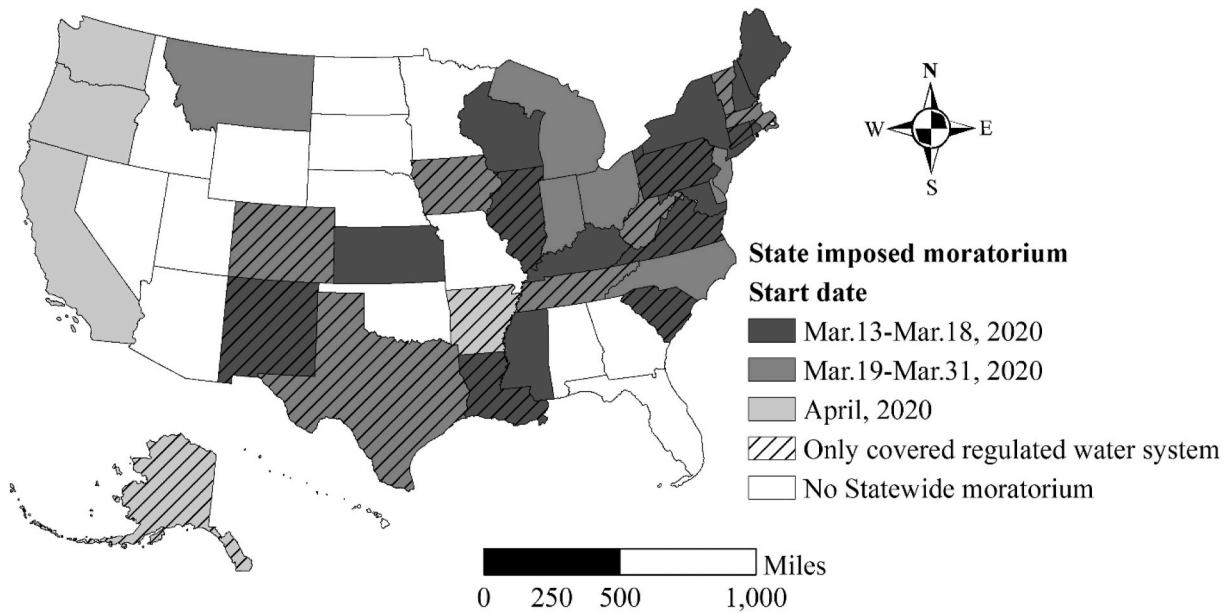 N
W E
S
State imposed moratorium
Start date
Mar.13-Mar.18, 2020
Mar.19-Mar.31, 2020
April, 2020
Only covered regulated water system
No Statewide moratorium
Miles
0 250 500 1,000